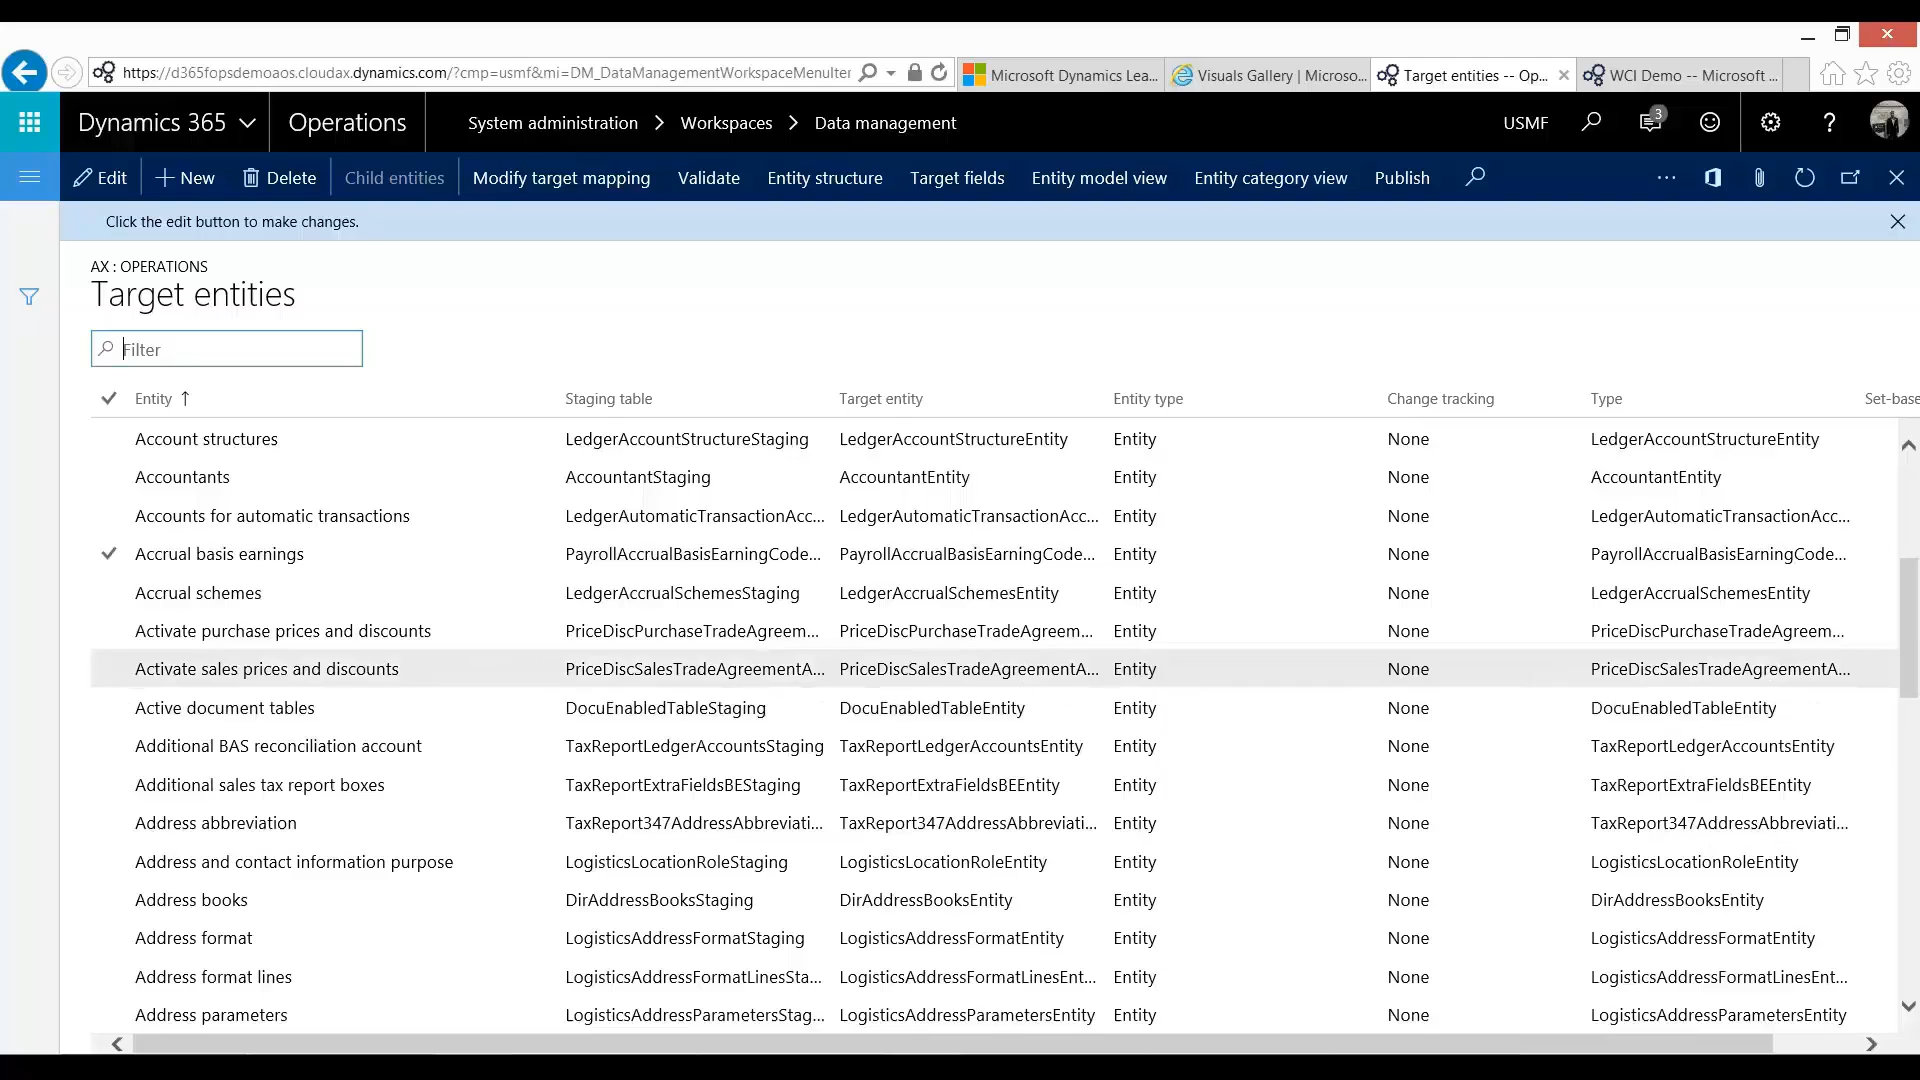 https://d365fopsdemoaos.cloudax.dynamics.com/?cmp=usmf&mi=DM_DataManagementWorkspaceMenuIter
Microsoft Dynamics Lea...
Visuals Gallery | Microso...
Target entities -- Op...
WCI Demo -- Microsoft ...
Dynamics 365
Operations
System administration > Workspaces > Data management
USMF
3
Edit
New
Delete
Child entities
Modify target mapping
Validate
Entity structure
Target fields
Entity model view
Entity category view
Publish
Click the edit button to make changes.
AX : OPERATIONS
Target entities
Filter
Entity ↑ Staging table Target entity Entity type Change tracking Type Set-base
Account structures LedgerAccountStructureStaging LedgerAccountStructureEntity Entity None LedgerAccountStructureEntity
Accountants AccountantStaging AccountantEntity Entity None AccountantEntity
Accounts for automatic transactions LedgerAutomaticTransactionAcc... LedgerAutomaticTransactionAcc... Entity None LedgerAutomaticTransactionAcc...
Accrual basis earnings PayrollAccrualBasisEarningCode... PayrollAccrualBasisEarningCode... Entity None PayrollAccrualBasisEarningCode...
Accrual schemes LedgerAccrualSchemesStaging LedgerAccrualSchemesEntity Entity None LedgerAccrualSchemesEntity
Activate purchase prices and discounts PriceDiscPurchaseTradeAgreem... PriceDiscPurchaseTradeAgreem... Entity None PriceDiscPurchaseTradeAgreem...
Activate sales prices and discounts PriceDiscSalesTradeAgreementA... PriceDiscSalesTradeAgreementA... Entity None PriceDiscSalesTradeAgreementA...
Active document tables DocuEnabledTableStaging DocuEnabledTableEntity Entity None DocuEnabledTableEntity
Additional BAS reconciliation account TaxReportLedgerAccountsStaging TaxReportLedgerAccountsEntity Entity None TaxReportLedgerAccountsEntity
Additional sales tax report boxes TaxReportExtraFieldsBEStaging TaxReportExtraFieldsBEEntity Entity None TaxReportExtraFieldsBEEntity
Address abbreviation TaxReport347AddressAbbreviati... TaxReport347AddressAbbreviati... Entity None TaxReport347AddressAbbreviati...
Address and contact information purpose LogisticsLocationRoleStaging LogisticsLocationRoleEntity Entity None LogisticsLocationRoleEntity
Address books DirAddressBooksStaging DirAddressBooksEntity Entity None DirAddressBooksEntity
Address format LogisticsAddressFormatStaging LogisticsAddressFormatEntity Entity None LogisticsAddressFormatEntity
Address format lines LogisticsAddressFormatLinesSta... LogisticsAddressFormatLinesEnt... Entity None LogisticsAddressFormatLinesEnt...
Address parameters LogisticsAddressParametersStag... LogisticsAddressParametersEntity Entity None LogisticsAddressParametersEntity